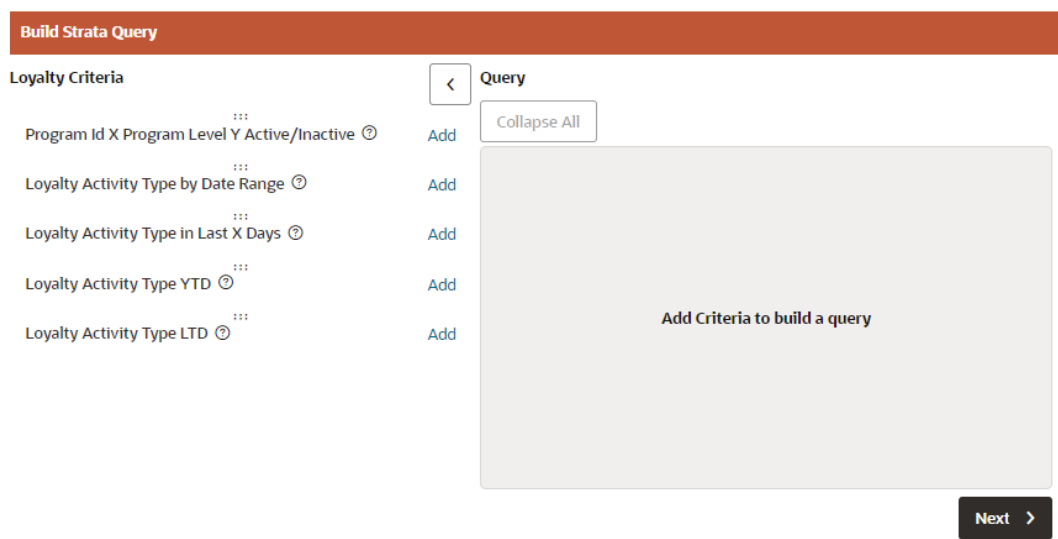 Build Strata Query
Loyalty Criteria
Query
Collapse All
Program Id X Program Level Y Active/Inactive
Add
Loyalty Activity Type by Date Range
Add
Loyalty Activity Type in Last X Days
Add
Loyalty Activity Type YTD
Add
Loyalty Activity Type LTD
Add
Add Criteria to build a query
Next